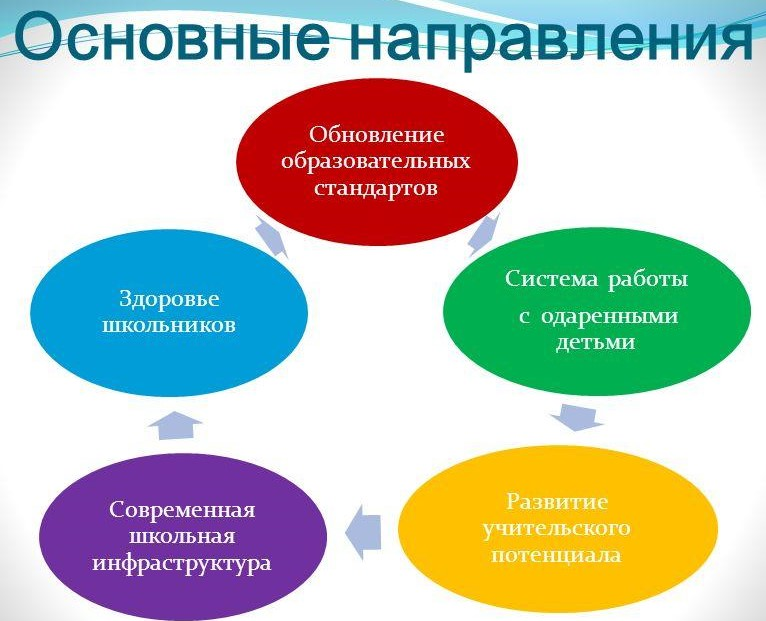 Основные направления
Обновление
образовательных
стандартов
Система работы
с одаренными
детьми
Развитие
учительского
потенциала
Современная
школьная
инфраструктура
Здоровье
школьников